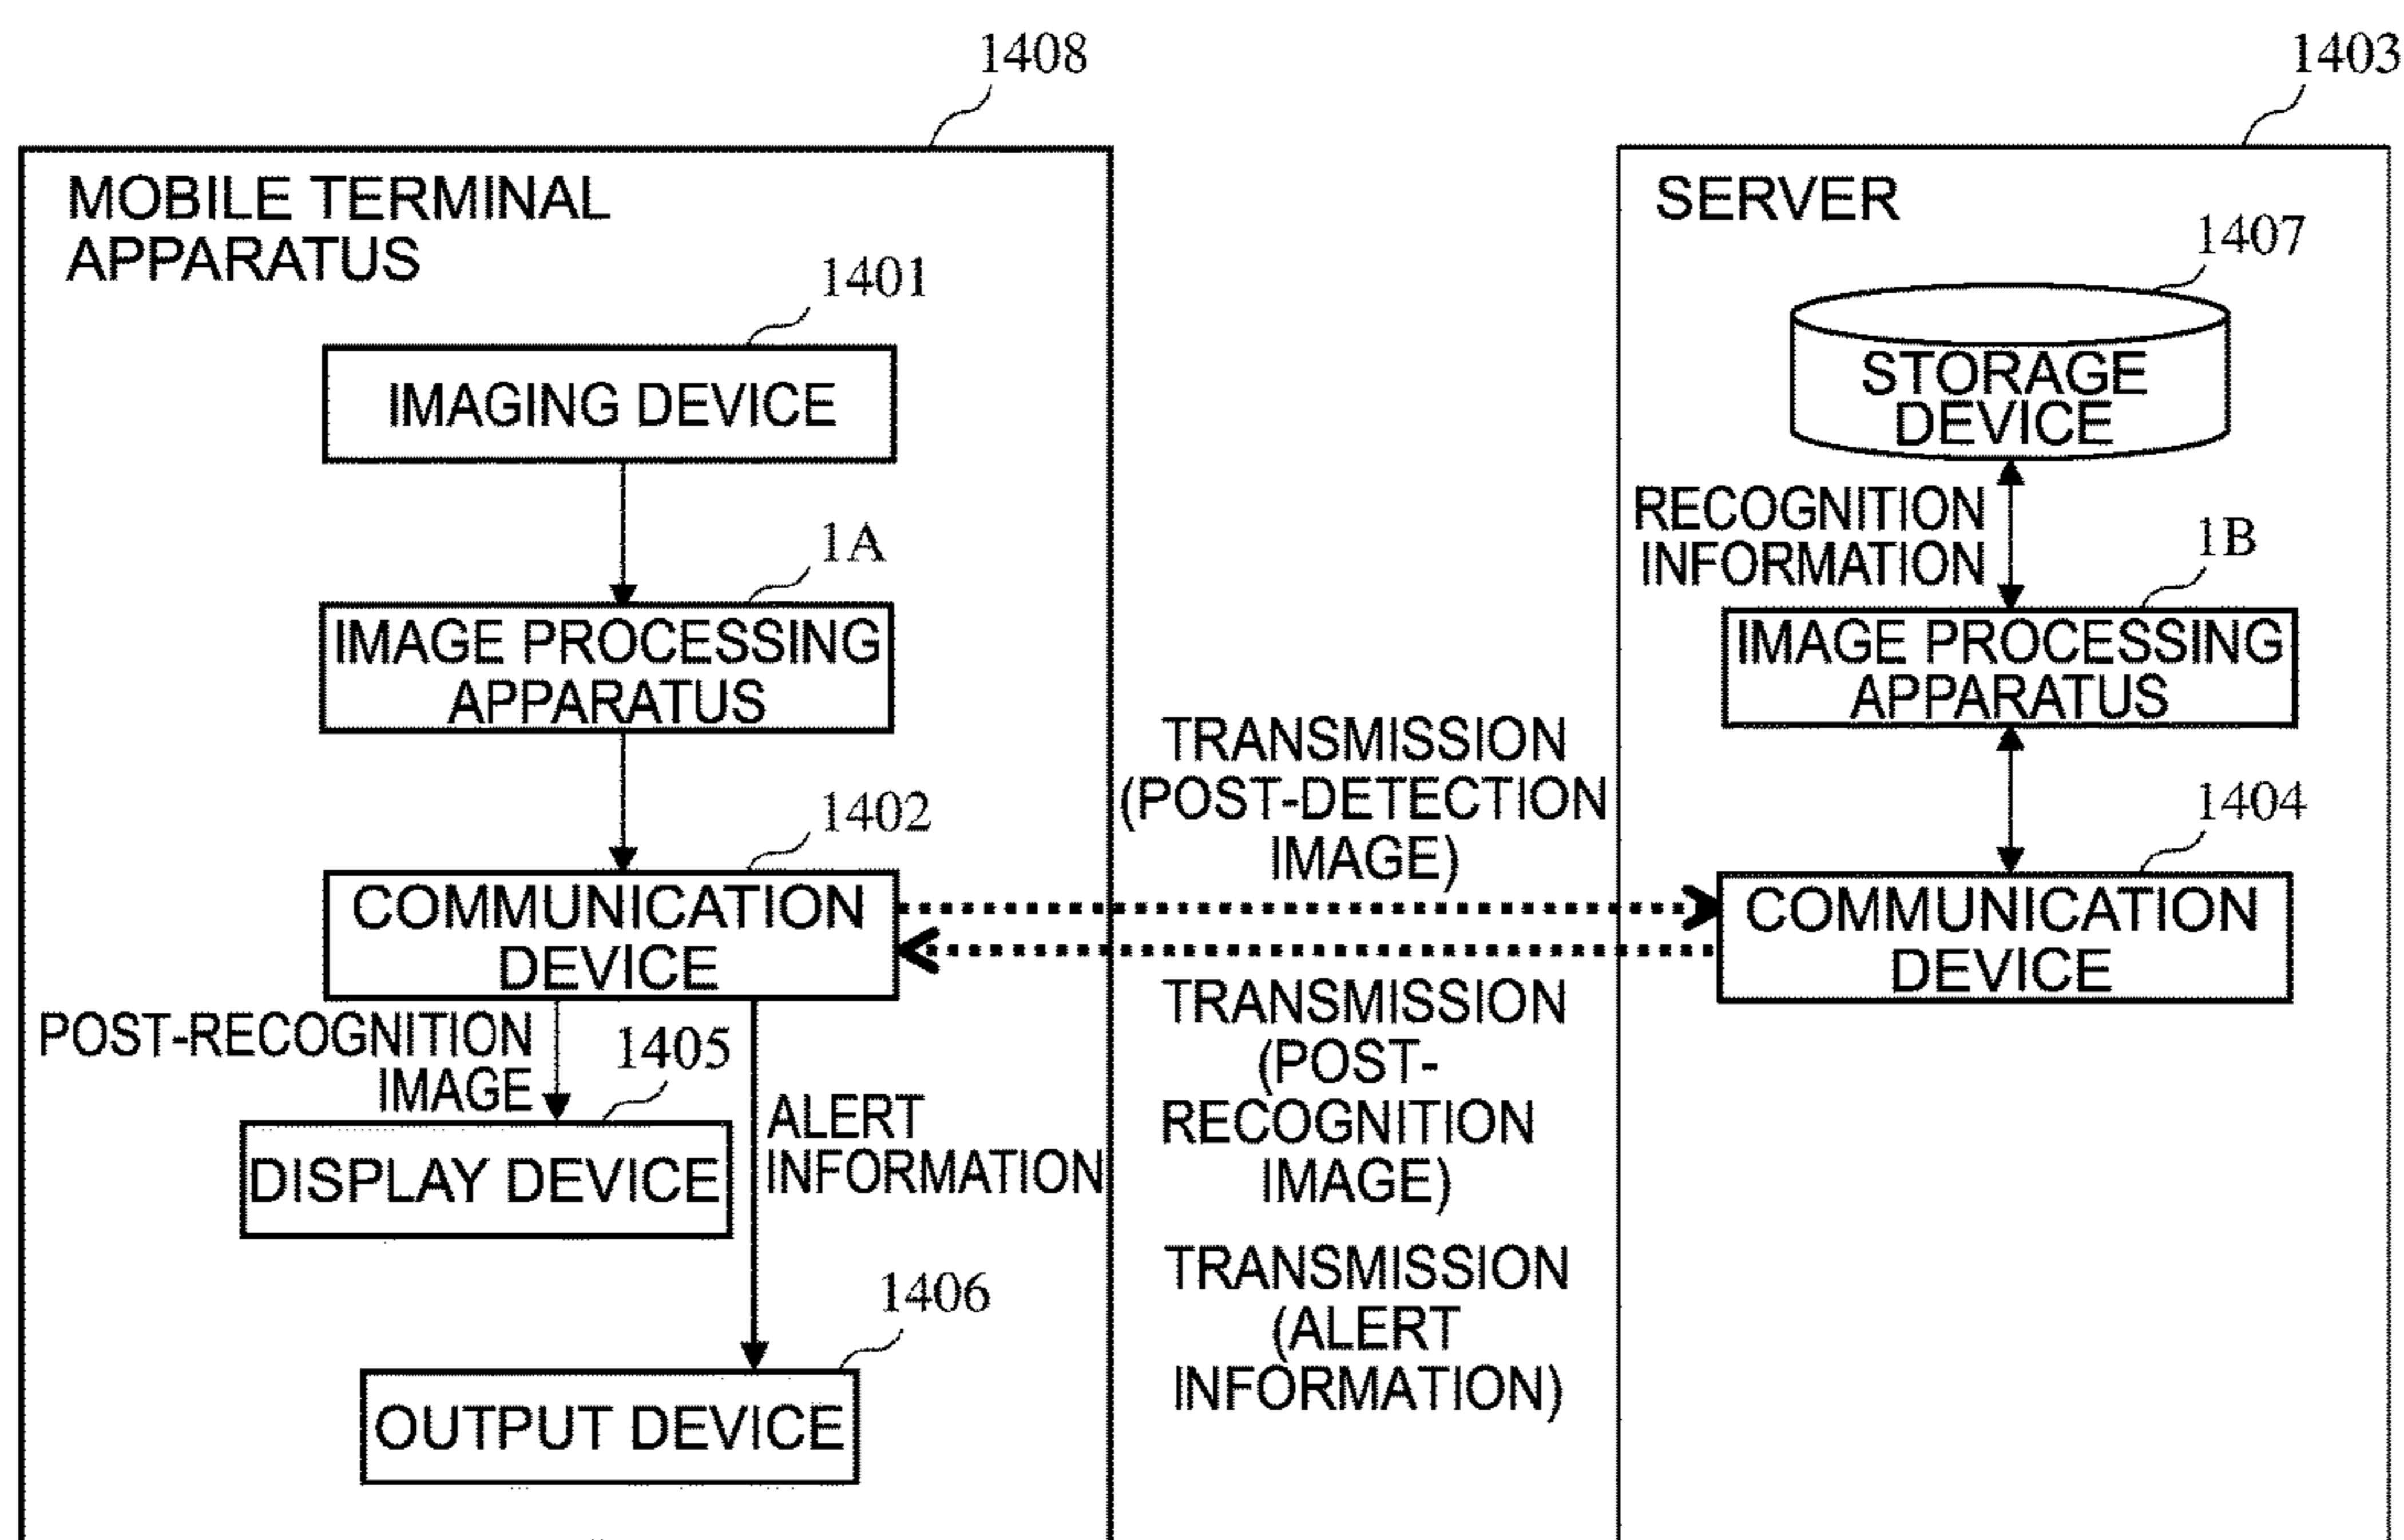 1408
1403
MOBILE TERMINAL
APPARATUS
1401
IMAGING DEVICE
1A
IMAGE PROCESSING
APPARATUS
1402
COMMUNICATION
DEVICE
POST-RECOGNITION
IMAGE
1405
DISPLAY DEVICE
ALERT
INFORMATION
1406
OUTPUT DEVICE
TRANSMISSION
(POST-DETECTION
IMAGE)
TRANSMISSION
(POST-
RECOGNITION
IMAGE)
TRANSMISSION
(ALERT
INFORMATION)
SERVER
1407
STORAGE
DEVICE
RECOGNITION
INFORMATION
1B
IMAGE PROCESSING
APPARATUS
1404
COMMUNICATION
DEVICE